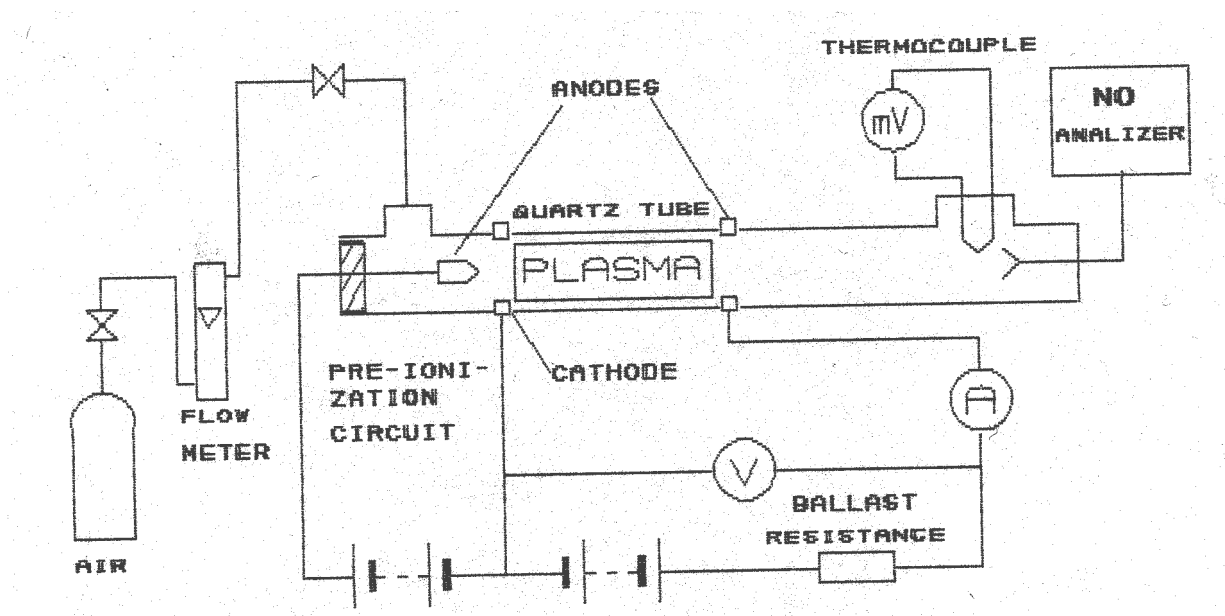 THERMOCOUPLE
ANODES
mV
NO
ANALIZER
QUARTZ TUBE
PLASMA
PRE-IONI-
ZATION
CIRCUIT
CATHODE
A
FLOW
METER
V
BALLAST
RESISTANCE
AIR